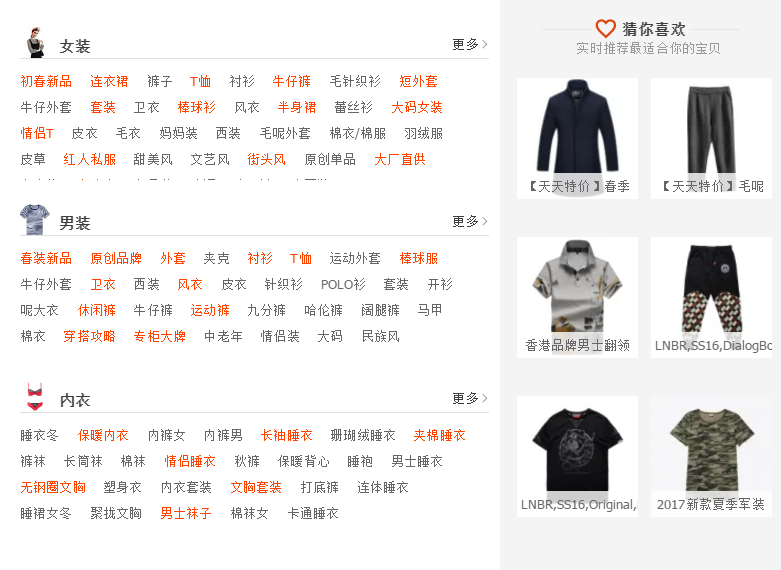 女装 更多
初春新品 连衣裙 裤子 T恤 衬衫 牛仔裤 毛针织衫 短外套
牛仔外套 套装 卫衣 棒球衫 风衣 半身裙 蕾丝衫 大码女装
情侣T 皮衣 毛衣 妈妈装 西装 毛呢外套 棉衣/棉服 羽绒服
皮草 红人私服 甜美风 文艺风 街头风 原创单品 大厂直供
男装 更多
春装新品 原创品牌 外套 夹克 衬衫 T恤 运动外套 棒球服
牛仔外套 卫衣 西装 风衣 皮衣 针织衫 POLO衫 套装 开衫
呢大衣 休闲裤 牛仔裤 运动裤 九分裤 哈伦裤 阔腿裤 马甲
棉衣 穿搭攻略 专柜大牌 中老年 情侣装 大码 民族风
内衣 更多
睡衣冬 保暖内衣 内裤女 内裤男 长袖睡衣 珊瑚绒睡衣 夹棉睡衣
裤袜 长筒袜 棉袜 情侣睡衣 秋裤 保暖背心 睡袍 男士睡衣
无钢圈文胸 塑身衣 内衣套装 文胸套装 打底裤 连体睡衣
睡裙女冬 聚拢文胸 男士袜子 棉袜女 卡通睡衣
猜你喜欢
实时推荐最适合你的宝贝
【天天特价】春季
【天天特价】毛呢
香港品牌男士翻领
LNBR,SS16,DialogBo
LNBR,SS16,Original,
2017新款夏季军装